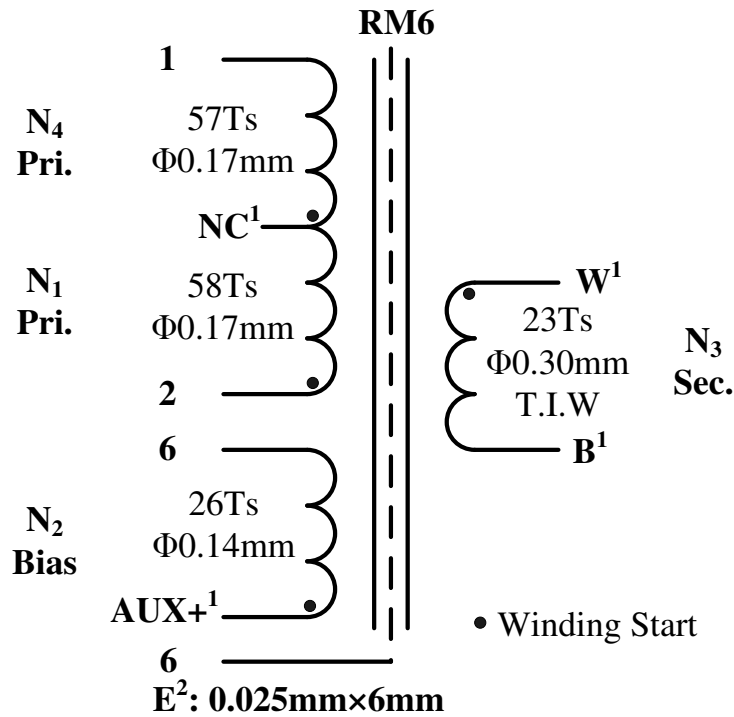 RM6
1
N4
Pri.
57Ts
Φ0.17mm
NC1
N1
Pri.
58Ts
Φ0.17mm
2
W1
23Ts
Φ0.30mm
T.I.W
B1
N3
Sec.
6
N2
Bias
26Ts
Φ0.14mm
AUX+1
• Winding Start
6
E2: 0.025mm×6mm